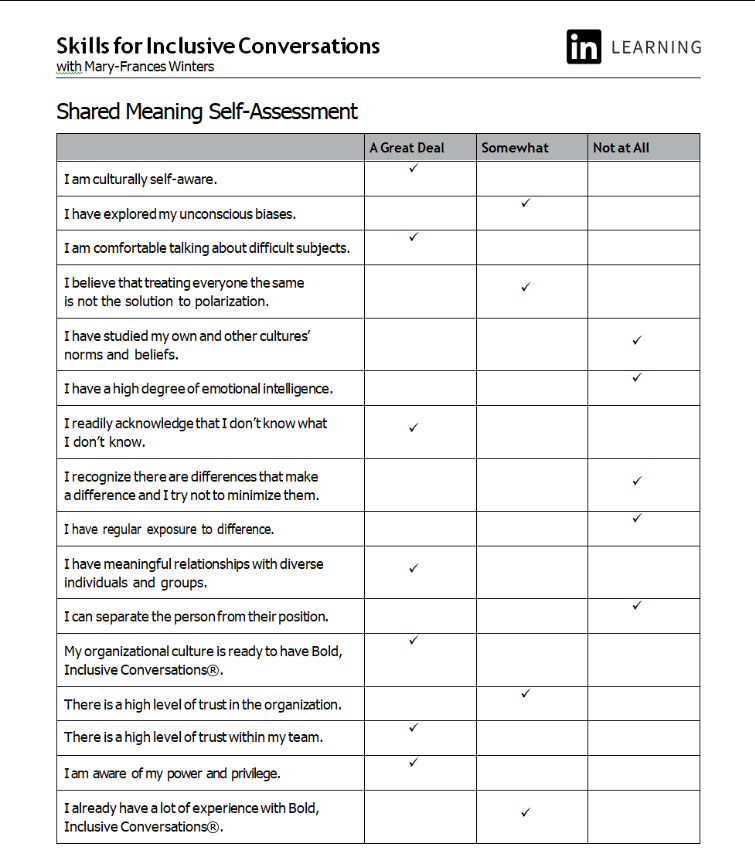 Skills for Inclusive Conversations
with Mary-Frances Winters
in LEARNING
Shared Meaning Self-Assessment
A Great Deal Somewhat Not at All
I am culturally self-aware. ✓
I have explored my unconscious biases. ✓
I am comfortable talking about difficult subjects. ✓
I believe that treating everyone the same
is not the solution to polarization. ✓
I have studied my own and other cultures’
norms and beliefs. ✓
I have a high degree of emotional intelligence. ✓
I readily acknowledge that I don’t know what
I don’t know. ✓
I recognize there are differences that make
a difference and I try not to minimize them. ✓
I have regular exposure to difference. ✓
I have meaningful relationships with diverse
individuals and groups. ✓
I can separate the person from their position. ✓
My organizational culture is ready to have Bold,
Inclusive Conversations®. ✓
There is a high level of trust in the organization. ✓
There is a high level of trust within my team. ✓
I am aware of my power and privilege. ✓
I already have a lot of experience with Bold,
Inclusive Conversations®. ✓